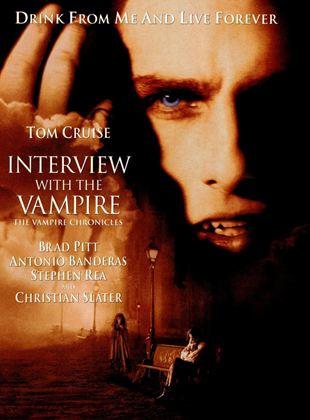 DRINK FROM ME AND LIVE FOREVER
TOM CRUISE
INTERVIEW
WITH THE
VAMPIRE
THE VAMPIRE CHRONICLES
BRAD PITT
ANTONIO BANDERAS
STEPHEN REA
AND
CHRISTIAN SLATER